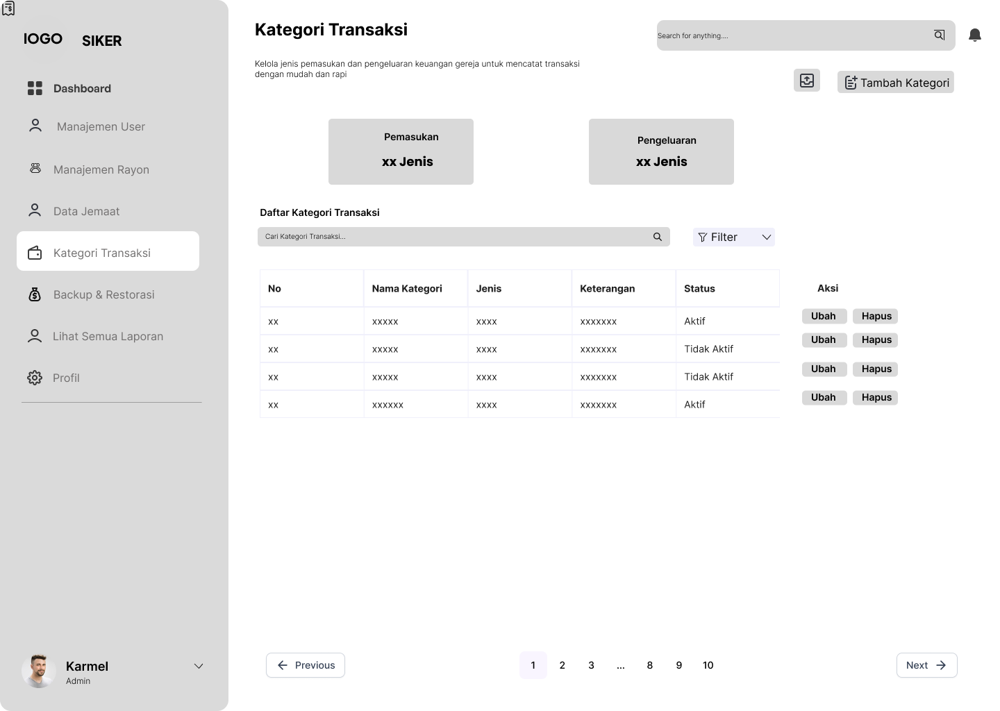 lOGO
SIKER
Dashboard
Manajemen User
Manajemen Rayon
Data Jemaat
Kategori Transaksi
Backup & Restorasi
Lihat Semua Laporan
Profil
Karmel
Admin
Kategori Transaksi
Search for anything....
Kelola jenis pemasukan dan pengeluaran keuangan gereja untuk mencatat transaksi
dengan mudah dan rapi
Tambah Kategori
Pemasukan
xx Jenis
Pengeluaran
xx Jenis
Daftar Kategori Transaksi
Cari Kategori Transaksi...
Filter
No Nama Kategori Jenis Keterangan Status Aksi
xx xxxxx xxxx xxxxxxx Aktif Ubah Hapus
xx xxxxx xxxx xxxxxxx Tidak Aktif Ubah Hapus
xx xxxxx xxxx xxxxxxx Tidak Aktif Ubah Hapus
xx xxxxxx xxxx xxxxxxx Aktif Ubah Hapus
Previous 1 2 3 ... 8 9 10 Next